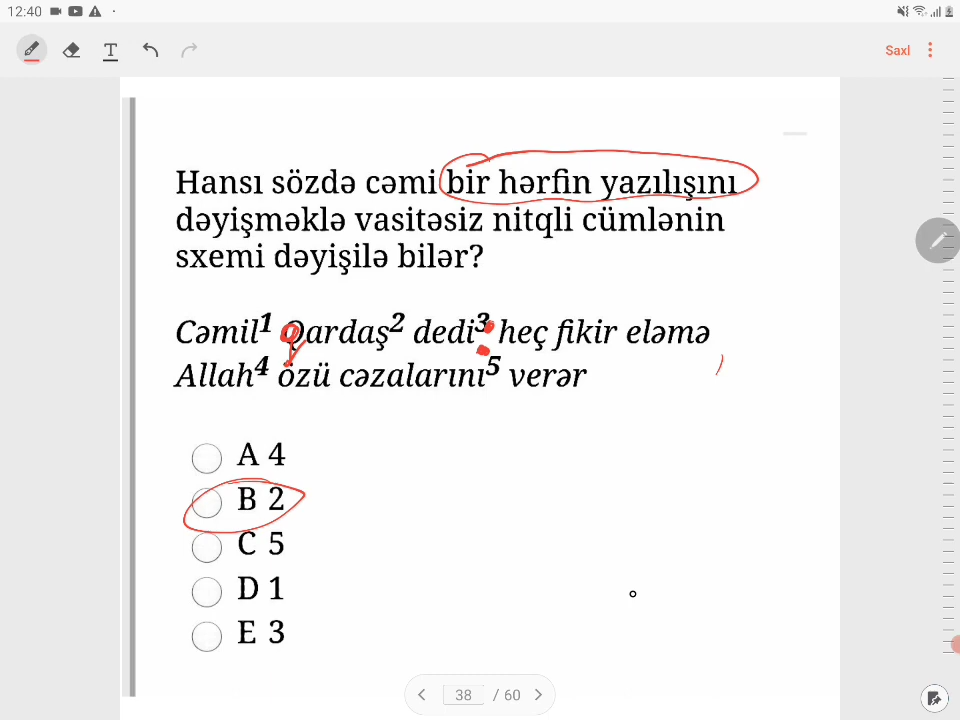 12:40
T
Saxl
Hansı sözdə cəmi bir hərfin yazılışını
dəyişməklə vasitəsiz nitqli cümlənin
sxemi dəyişilə bilər?
Cəmil¹ Qardaş² dedi³ heç fikir eləmə
Allah⁴ özü cəzalarını⁵ verər
A 4
B 2
C 5
D 1
E 3
38 / 60